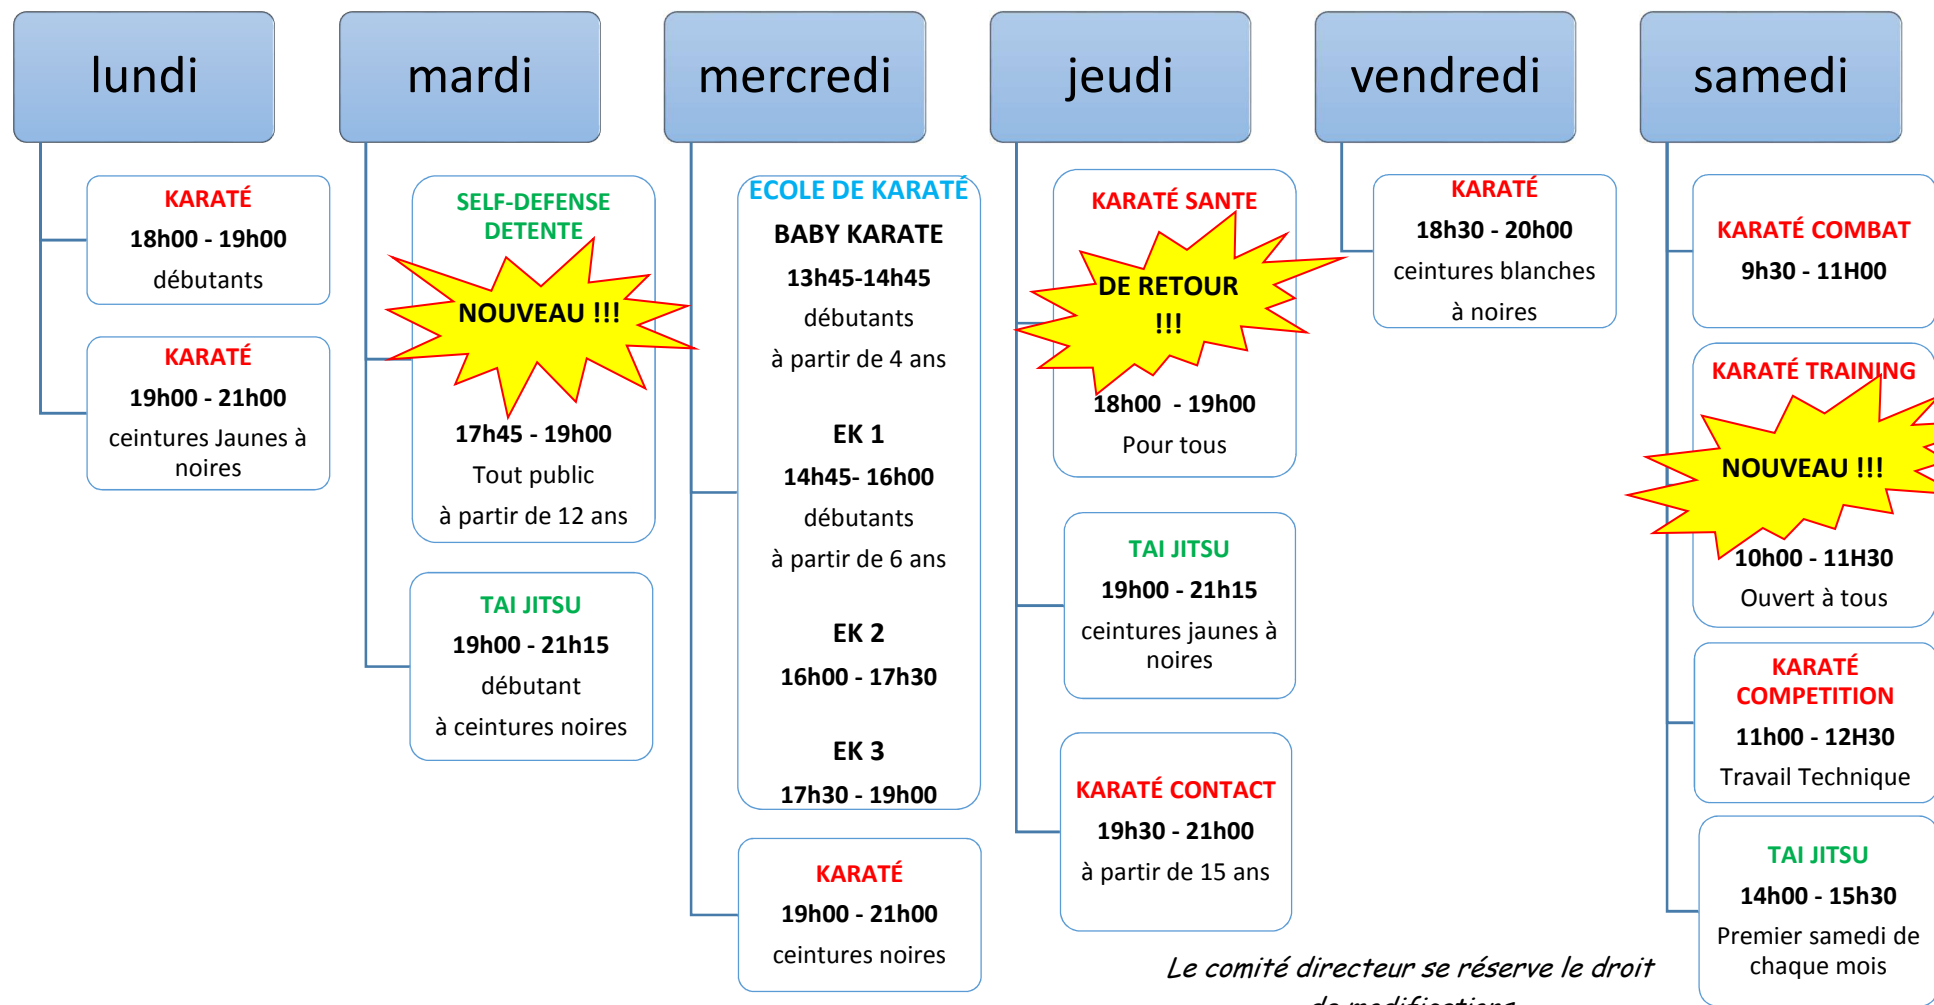 lundi
KARATÉ
18h00 - 19h00
débutants
KARATÉ
19h00 - 21h00
ceintures Jaunes à
noires
mardi
SELF-DEFENSE
DETENTE
NOUVEAU !!!
17h45 - 19h00
Tout public
à partir de 12 ans
TAI JITSU
19h00 - 21h15
débutant
à ceintures noires
mercredi
ECOLE DE KARATÉ
BABY KARATE
13h45-14h45
débutants
à partir de 4 ans
EK 1
14h45- 16h00
débutants
à partir de 6 ans
EK 2
16h00 - 17h30
EK 3
17h30 - 19h00
KARATÉ
19h00 - 21h00
ceintures noires
jeudi
KARATÉ SANTE
DE RETOUR
!!!
18h00 - 19h00
Pour tous
TAI JITSU
19h00 - 21h15
ceintures jaunes à
noires
KARATÉ CONTACT
19h30 - 21h00
à partir de 15 ans
vendredi
KARATÉ
18h30 - 20h00
ceintures blanches
à noires
samedi
KARATÉ COMBAT
9h30 - 11H00
KARATÉ TRAINING
NOUVEAU !!!
10h00 - 11H30
Ouvert à tous
KARATÉ
COMPETITION
11h00 - 12H30
Travail Technique
TAI JITSU
14h00 - 15h30
Premier samedi de
chaque mois
Le comité directeur se réserve le droit
de modifications